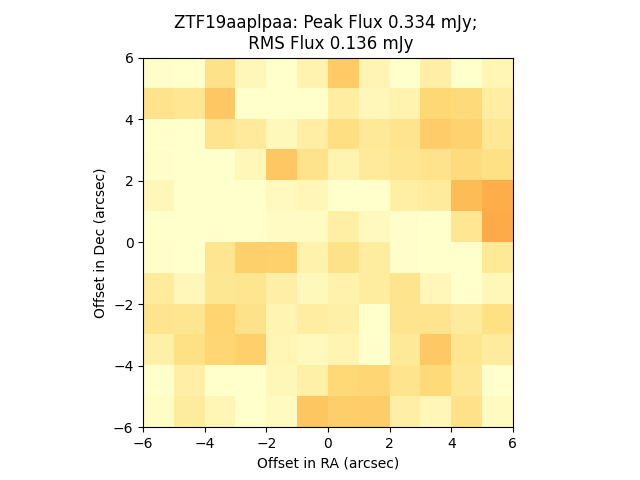 ZTF19aaplpaa: Peak Flux 0.334 mJy;
RMS Flux 0.136 mJy
6
4
2
0
−2
−4
−6
Offset in Dec (arcsec)
−6 −4 −2 0 2 4 6
Offset in RA (arcsec)